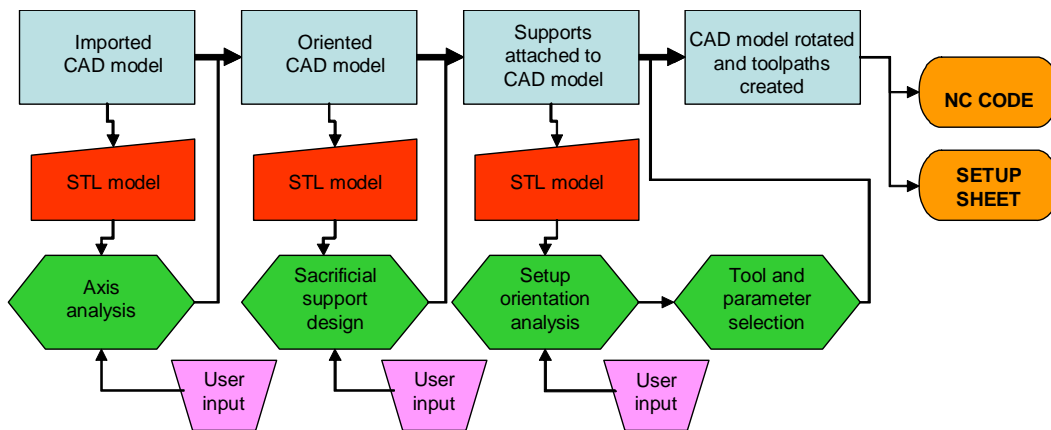 Imported
CAD model
Oriented
CAD model
Supports
attached to
CAD model
CAD model rotated
and toolpaths
created
NC CODE
STL model
STL model
STL model
SETUP
SHEET
Axis
analysis
Sacrificial
support
design
Setup
orientation
analysis
Tool and
parameter
selection
User
input
User
input
User
input